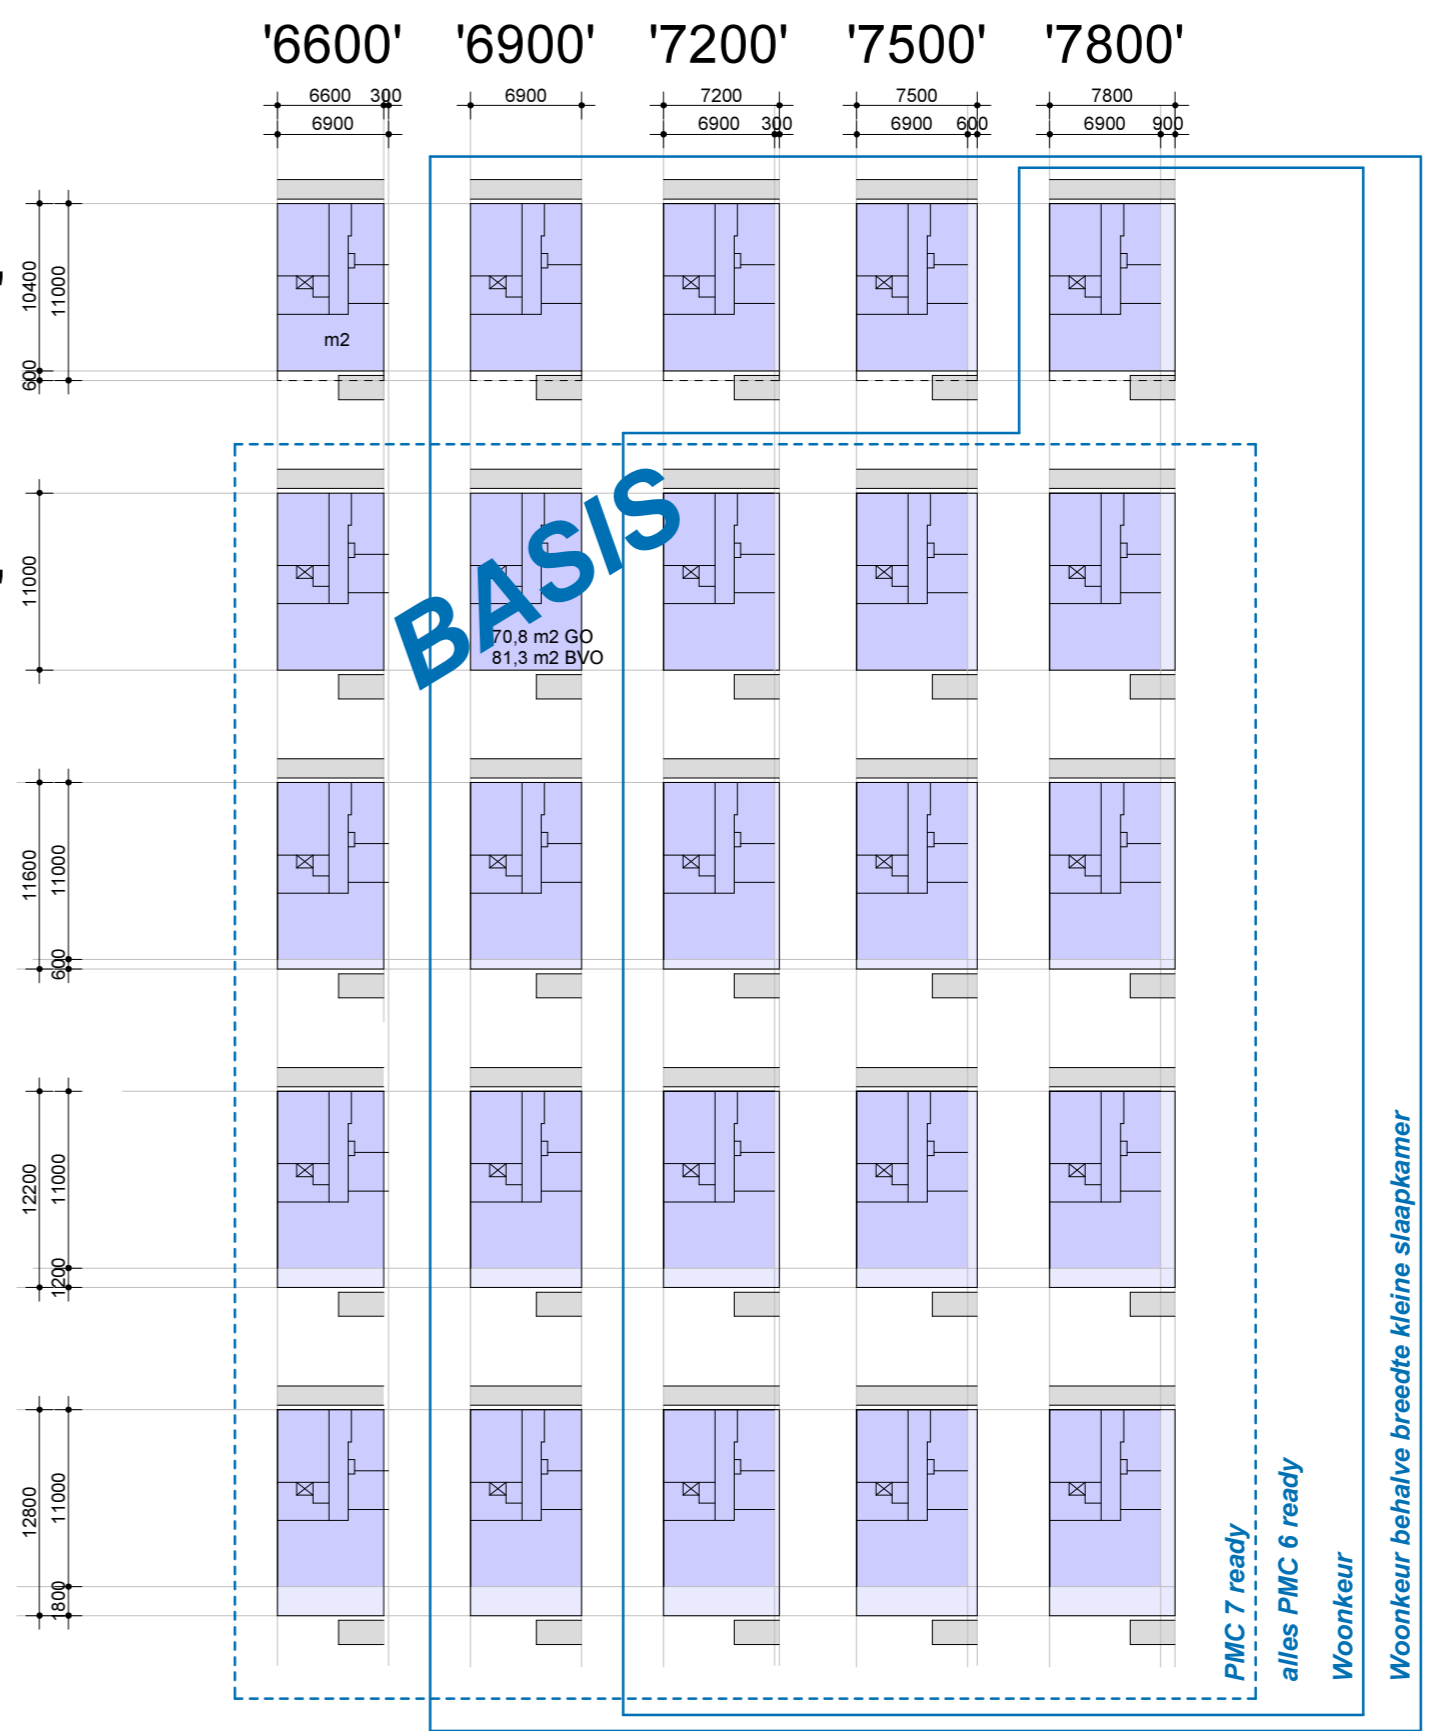 '6600' '6900' '7200' '7500' '7800'
6600 300 6900 7200 7500 7800
6900 6900 300 6900 600 6900 900
10400
11000
600
m2
11000
BASIS
70,8 m2 GO
81,3 m2 BVO
11600
11000
600
12200
11000
1200
12800
11000
1800
PMC 7 ready
alles PMC 6 ready
Woonkeur
Woonkeur behalve breedte kleine slaapkamer